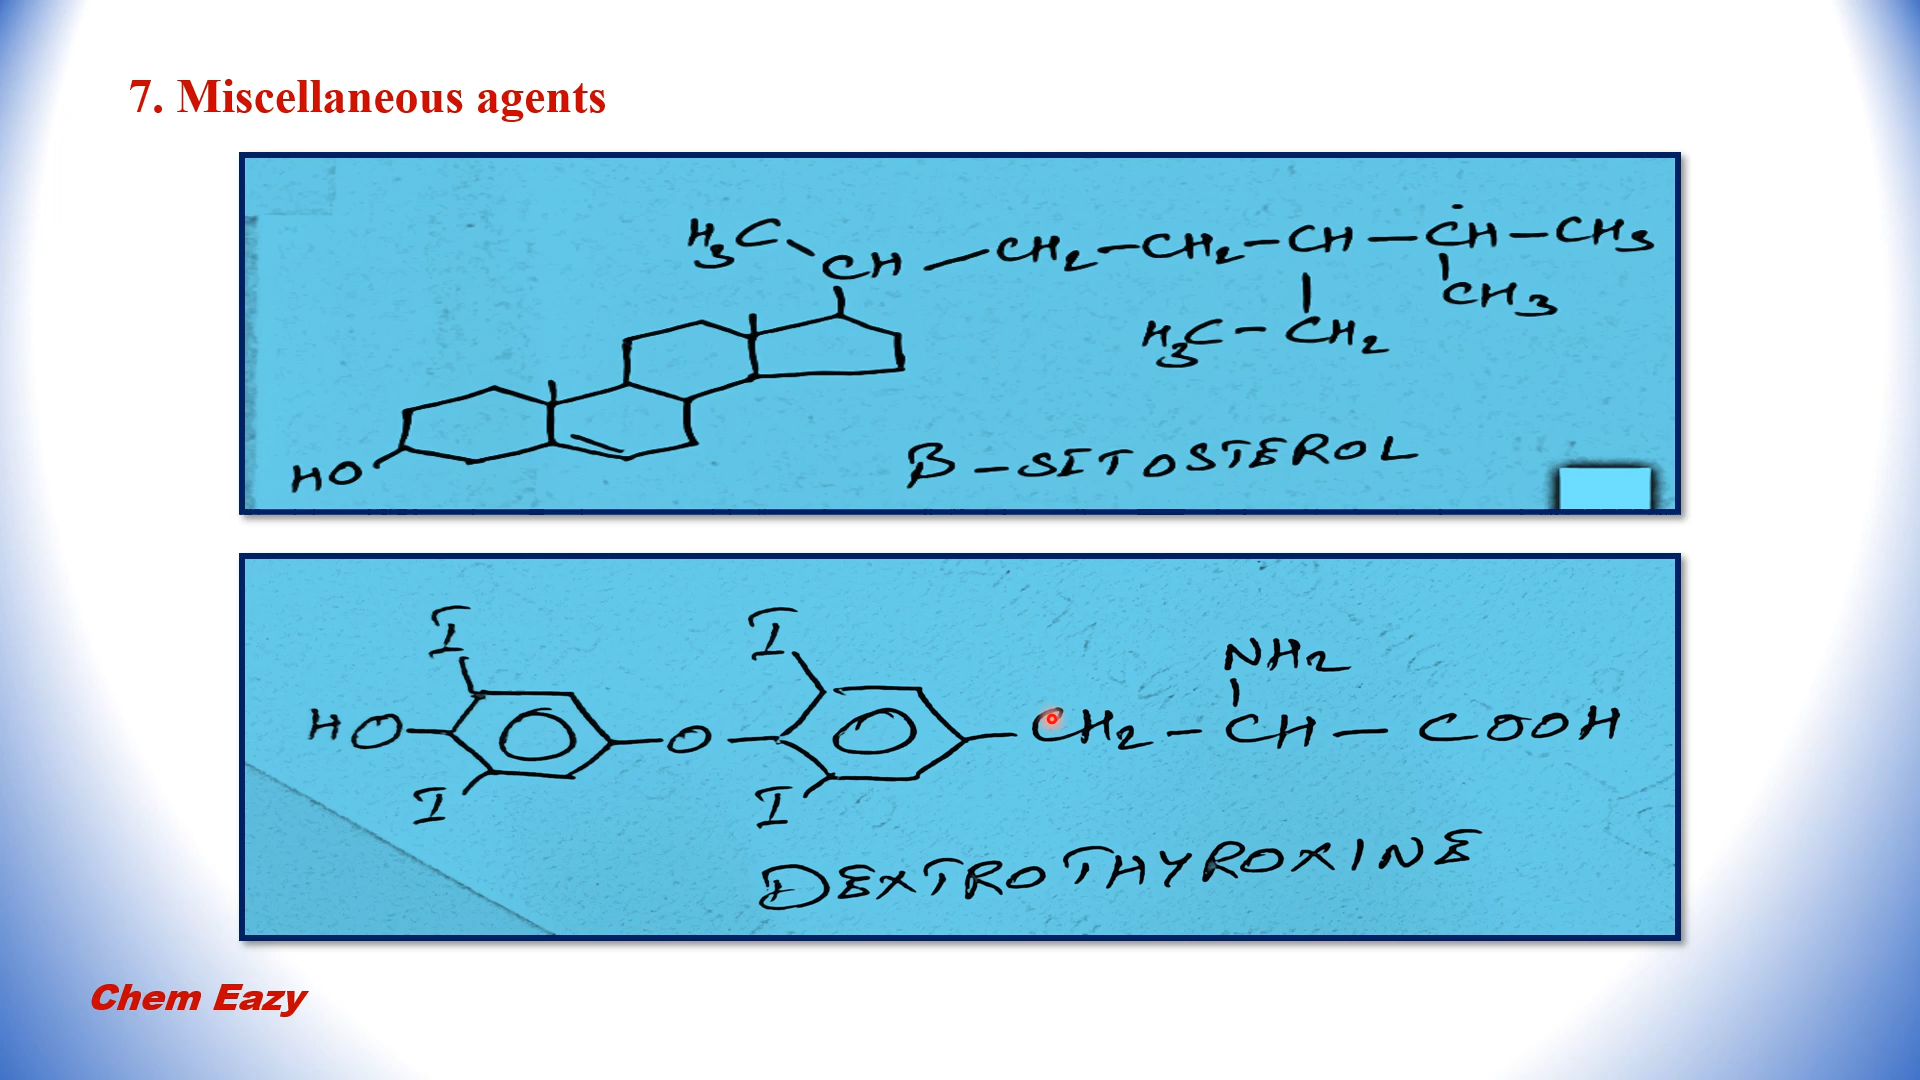 7. Miscellaneous agents
H3C
CH — CH2 — CH2 — CH — CH — CH3
CH3
H3C — CH2
HO
β - SITOSTEROL
I I
NH2
HO O CH2 - CH - COOH
I I
DEXTROTHYROXINE
Chem Eazy